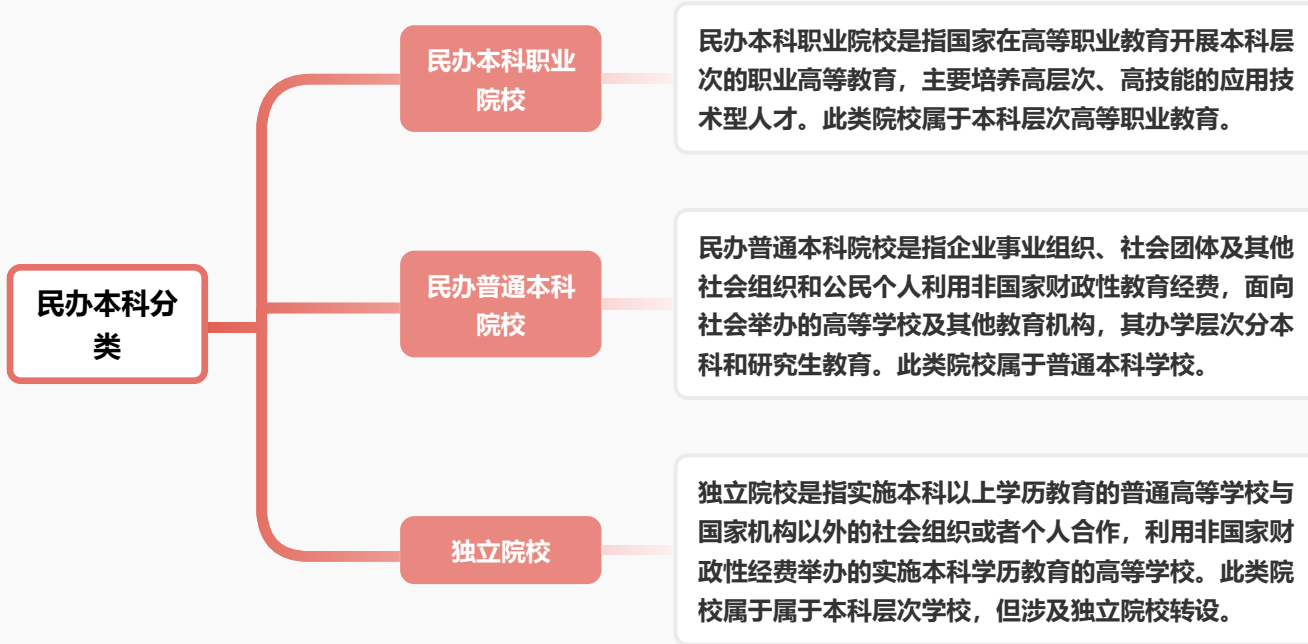 民办本科职业
院校
民办本科职业院校是指国家在高等职业教育开展本科层
次的职业高等教育，主要培养高层次、高技能的应用技
术型人才。此类院校属于本科层次高等职业教育。
民办本科分
类
民办普通本科
院校
民办普通本科院校是指企业事业组织、社会团体及其他
社会组织和公民个人利用非国家财政性教育经费，面向
社会举办的高等学校及其他教育机构，其办学层次分本
科和研究生教育。此类院校属于普通本科学校。
独立院校
独立院校是指实施本科以上学历教育的普通高等学校与
国家机构以外的社会组织或者个人合作，利用非国家财
政性经费举办的实施本科学历教育的高等学校。此类院
校属于属于本科层次学校，但涉及独立院校转设。